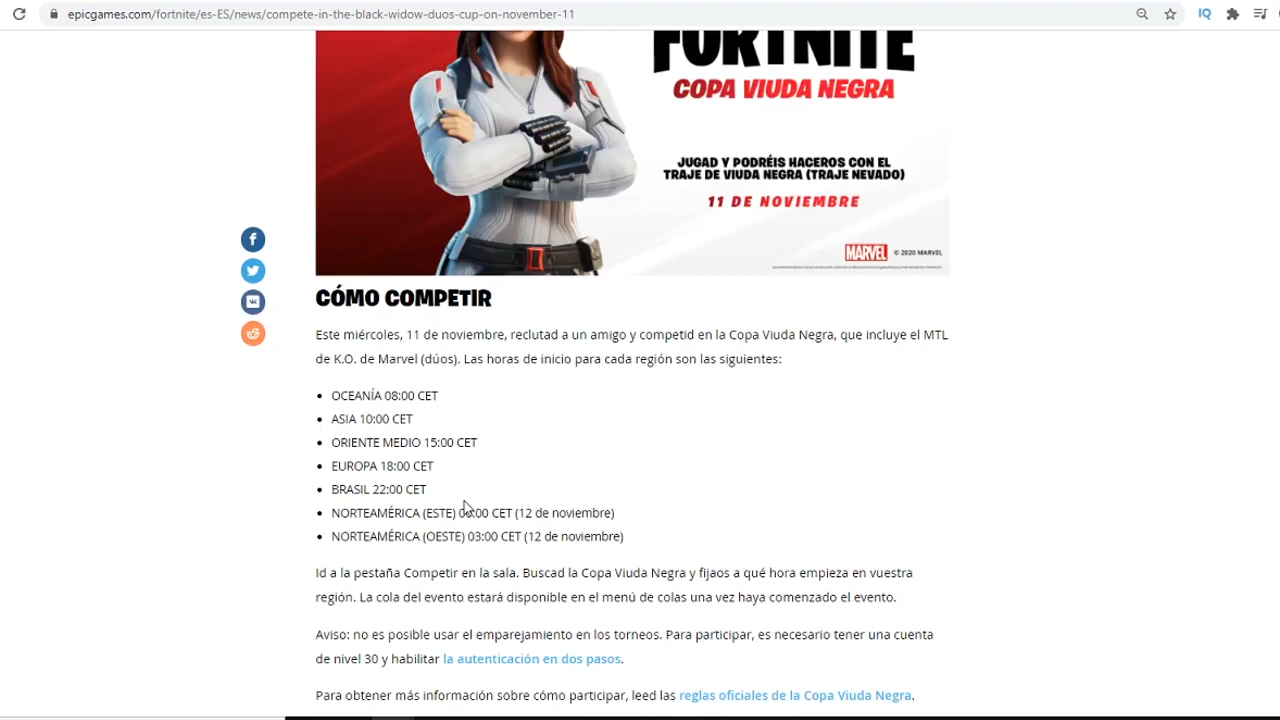 epicgames.com/fortnite/es-ES/news/compete-in-the-black-widow-duos-cup-on-november-11
IQ
FORTNITE
COPA VIUDA NEGRA
JUGAD Y PODRÉIS HACEROS CON EL
TRAJE DE VIUDA NEGRA (TRAJE NEVADO)
11 DE NOVIEMBRE
MARVEL © 2020 MARVEL
CÓMO COMPETIR
Este miércoles, 11 de noviembre, reclutad a un amigo y competid en la Copa Viuda Negra, que incluye el MTL
de K.O. de Marvel (dúos). Las horas de inicio para cada región son las siguientes:
• OCEANÍA 08:00 CET
• ASIA 10:00 CET
• ORIENTE MEDIO 15:00 CET
• EUROPA 18:00 CET
• BRASIL 22:00 CET
• NORTEAMÉRICA (ESTE) CET (12 de noviembre)
• NORTEAMÉRICA (OESTE) 03:00 CET (12 de noviembre)
Id a la pestaña Competir en la sala. Buscad la Copa Viuda Negra y fijaos a qué hora empieza en vuestra
región. La cola del evento estará disponible en el menú de colas una vez haya comenzado el evento.
Aviso: no es posible usar el emparejamiento en los torneos. Para participar, es necesario tener una cuenta
de nivel 30 y habilitar la autenticación en dos pasos.
Para obtener más información sobre cómo participar, leed las reglas oficiales de la Copa Viuda Negra.